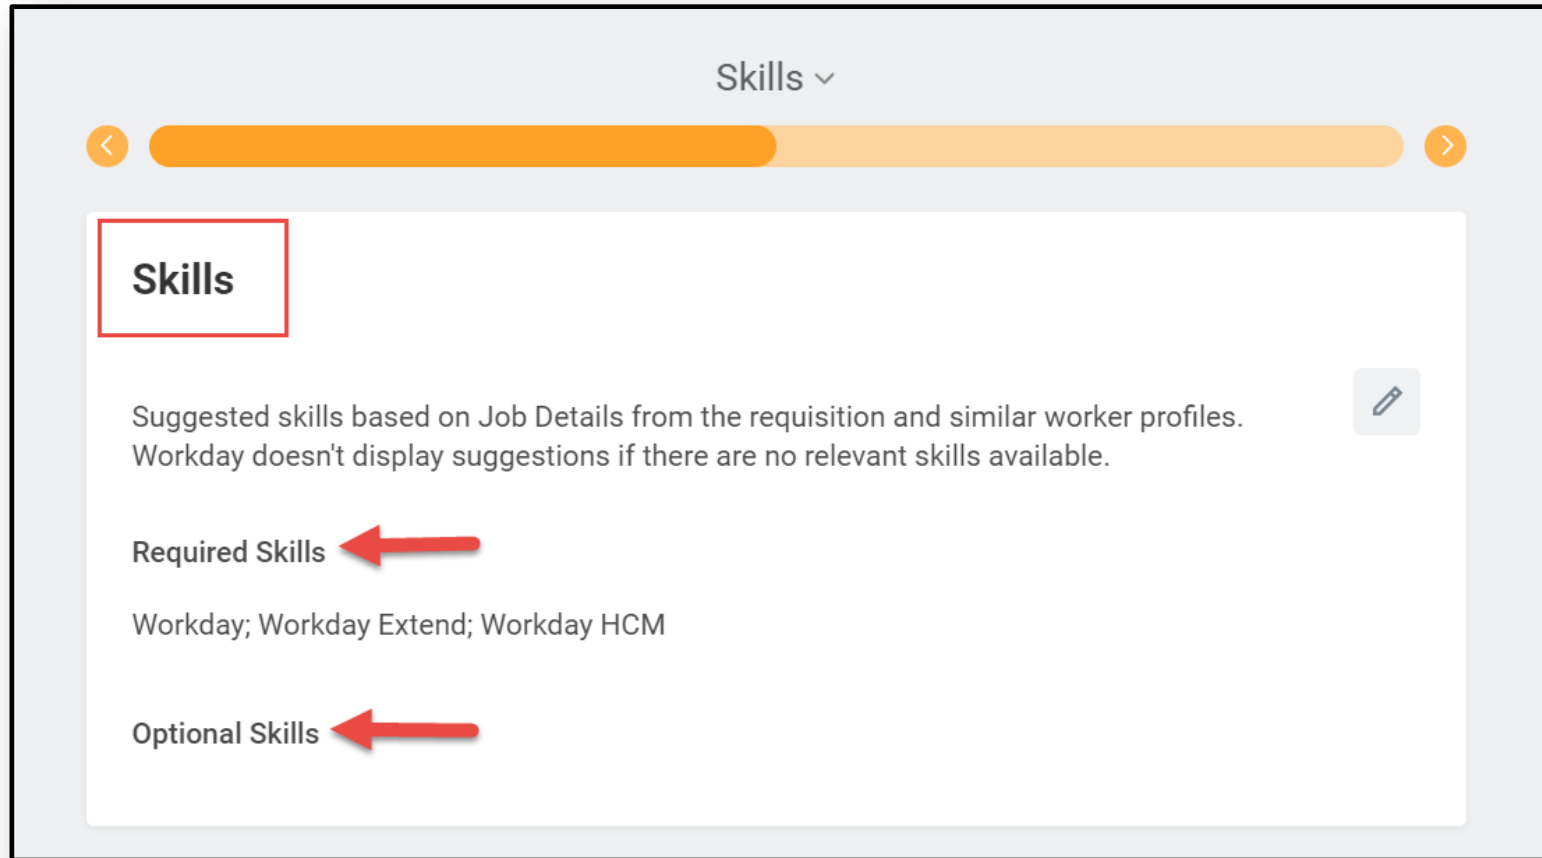 Skills
Skills
Suggested skills based on Job Details from the requisition and similar worker profiles.
Workday doesn't display suggestions if there are no relevant skills available.
Required Skills
Workday; Workday Extend; Workday HCM
Optional Skills